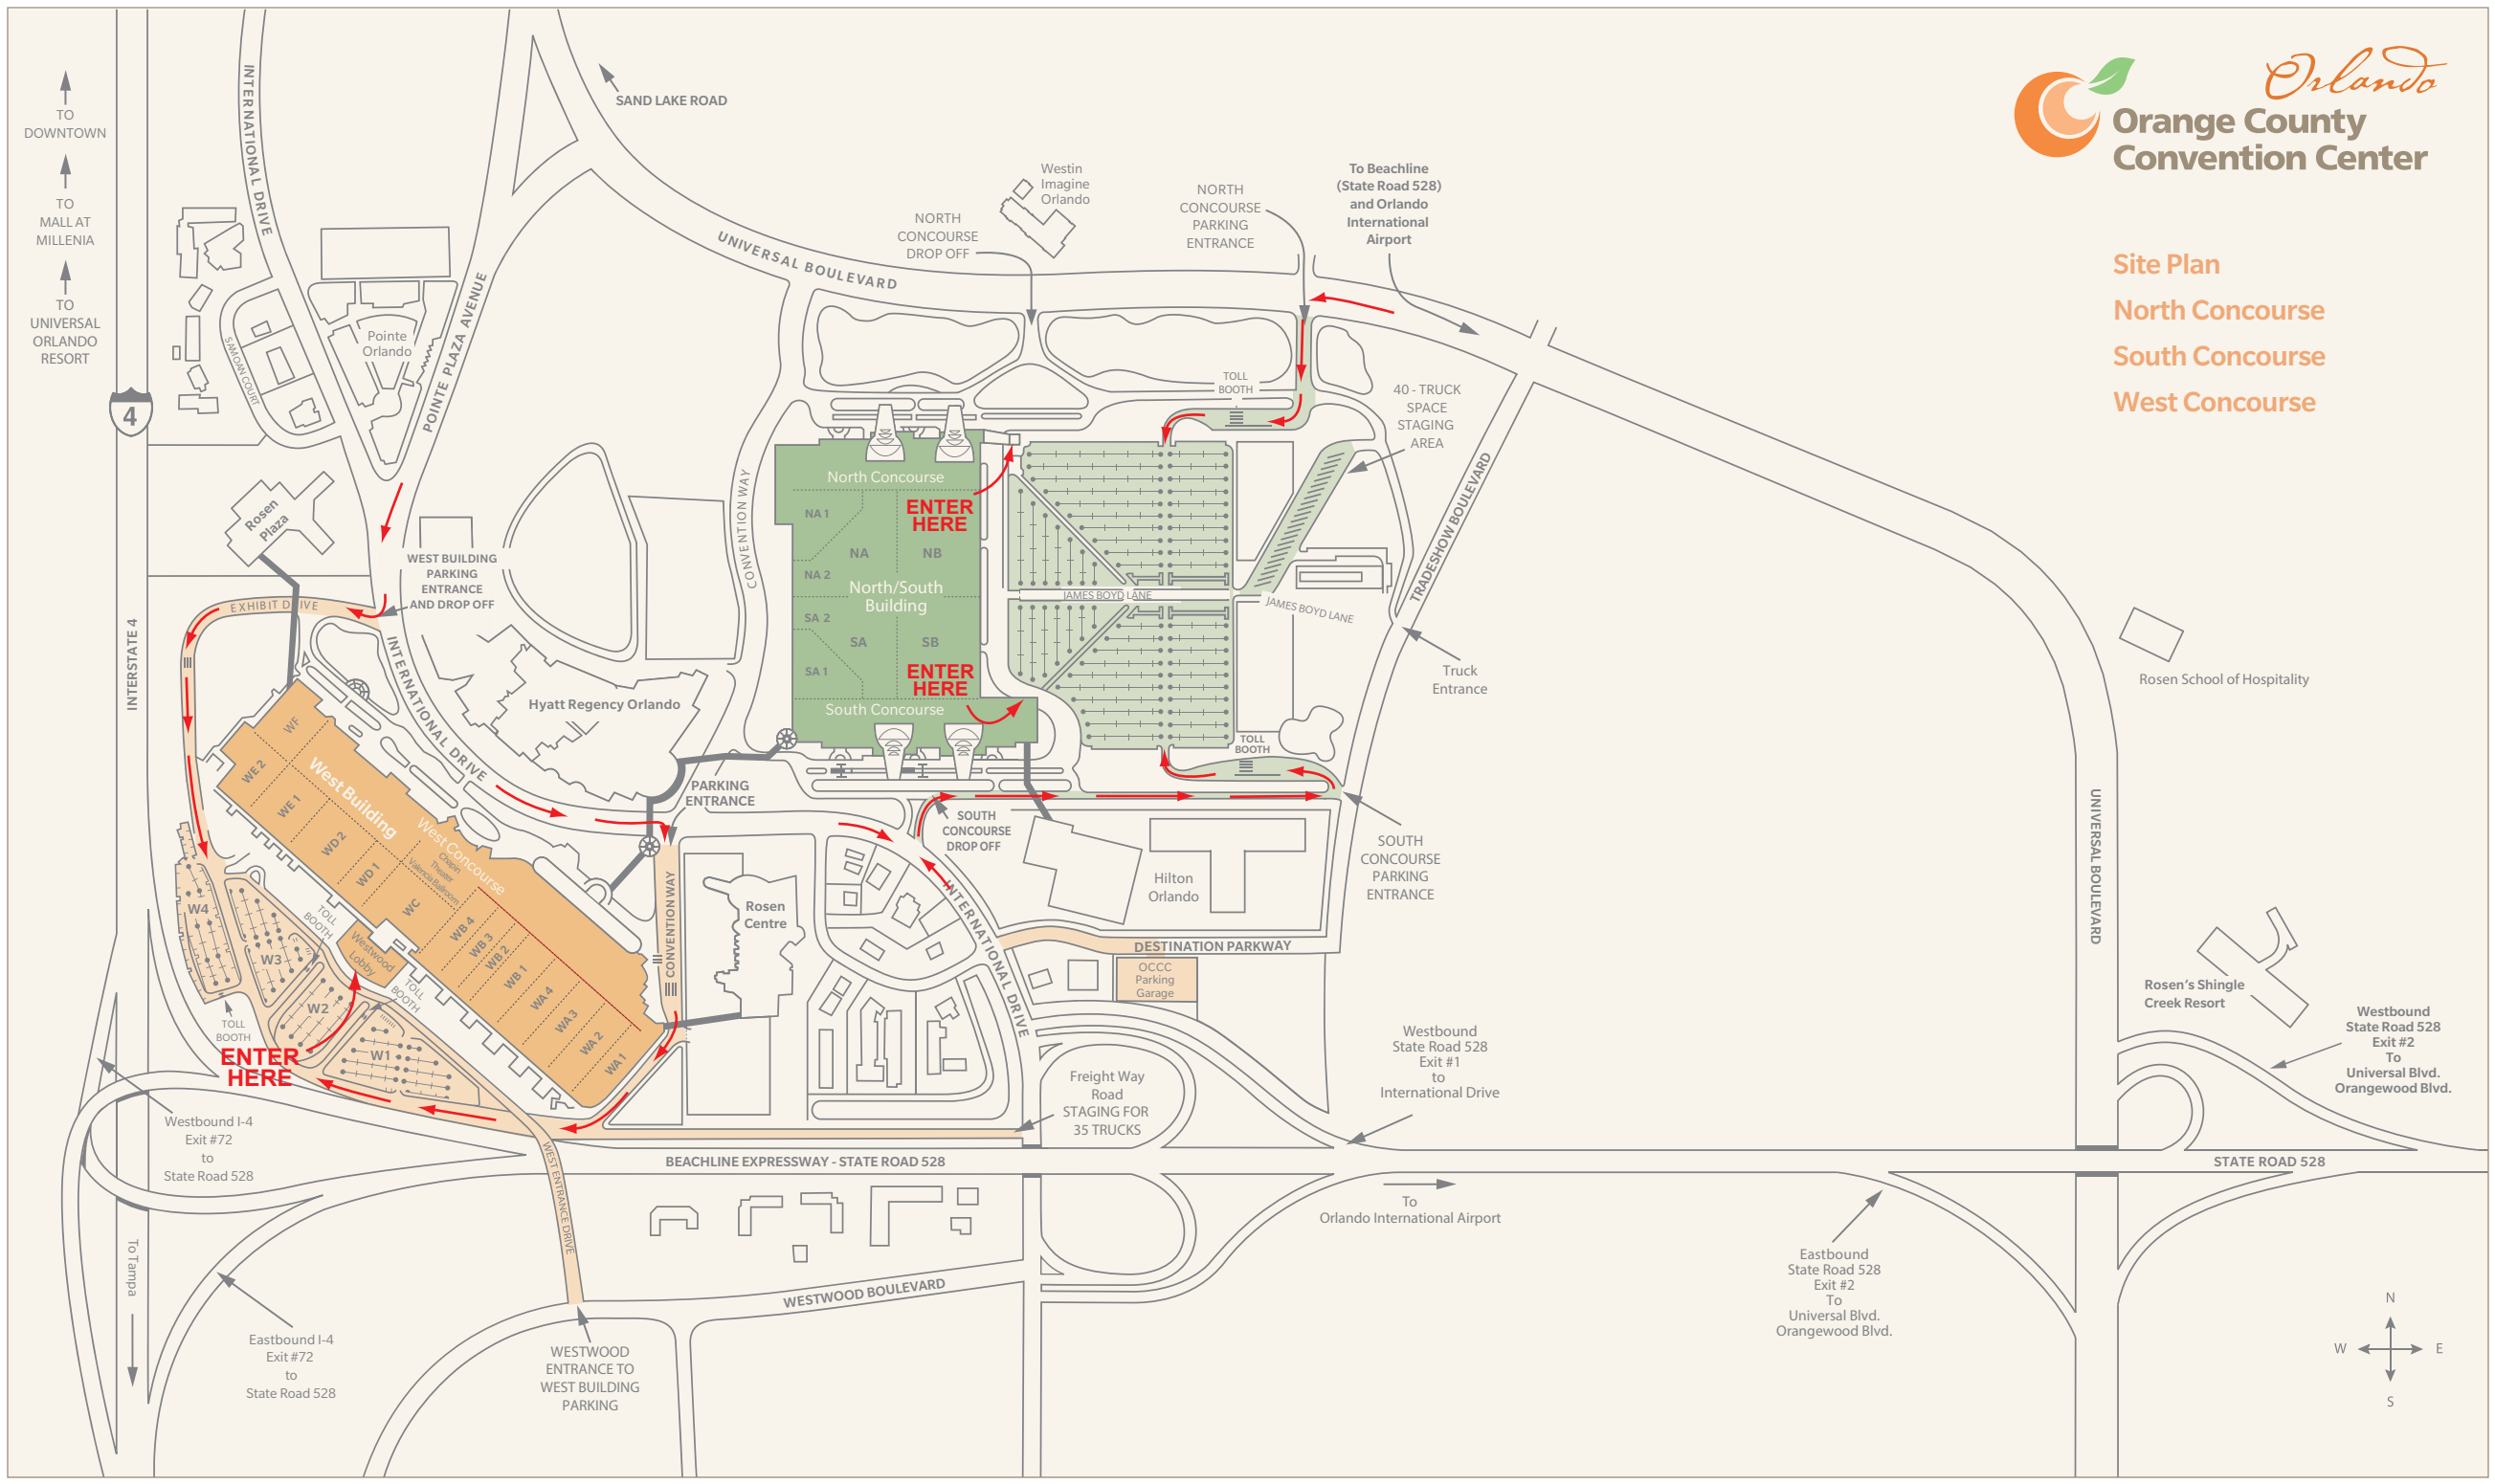 Orlando
Orange County
Convention Center
Site Plan
North Concourse
South Concourse
West Concourse
TO
DOWNTOWN
TO
MALL AT
MILLENIA
TO
UNIVERSAL
ORLANDO
RESORT
4
INTERSTATE 4
To Tampa
INTERNATIONAL DRIVE
SAMOAN COURT
Pointe
Orlando
POINTE PLAZA AVENUE
SAND LAKE ROAD
UNIVERSAL BOULEVARD
NORTH
CONCOURSE
DROP OFF
Westin
Imagine
Orlando
NORTH
CONCOURSE
PARKING
ENTRANCE
To Beachline
(State Road 528)
and Orlando
International
Airport
TOLL
BOOTH
40 - TRUCK
SPACE
STAGING
AREA
TRADESHOW BOULEVARD
Rosen
Plaza
WEST BUILDING
PARKING
ENTRANCE
AND DROP OFF
EXHIBIT DRIVE
CONVENTION WAY
North Concourse
ENTER
HERE
NA 1
NA
NB
NA 2
North/South
Building
SA 2
SA
SB
SA 1
ENTER
HERE
South Concourse
JAMES BOYD LANE
JAMES BOYD LANE
Truck
Entrance
Rosen School of Hospitality
INTERNATIONAL DRIVE
Hyatt Regency Orlando
TOLL
BOOTH
PARKING
ENTRANCE
SOUTH
CONCOURSE
DROP OFF
SOUTH
CONCOURSE
PARKING
ENTRANCE
UNIVERSAL BOULEVARD
West Building
West Concourse
Chapin
Theater
Valencia Ballroom
WF
WE 2
WE 1
WD 2
WD 1
WC
WB 4
WB 3
WB 2
WB 1
WA 4
WA 3
WA 2
WA 1
Westwood
Lobby
TOLL
BOOTH
TOLL
BOOTH
TOLL
BOOTH
W4
W3
W2
W1
ENTER
HERE
CONVENTION WAY
Rosen
Centre
INTERNATIONAL DRIVE
Hilton
Orlando
DESTINATION PARKWAY
OCCC
Parking
Garage
Rosen's Shingle
Creek Resort
Westbound
State Road 528
Exit #2
To
Universal Blvd.
Orangewood Blvd.
Westbound
State Road 528
Exit #1
to
International Drive
Freight Way
Road
STAGING FOR
35 TRUCKS
Westbound I-4
Exit #72
to
State Road 528
BEACHLINE EXPRESSWAY - STATE ROAD 528
STATE ROAD 528
WEST ENTRANCE DRIVE
To
Orlando International Airport
Eastbound
State Road 528
Exit #2
To
Universal Blvd.
Orangewood Blvd.
WESTWOOD BOULEVARD
Eastbound I-4
Exit #72
to
State Road 528
WESTWOOD
ENTRANCE TO
WEST BUILDING
PARKING
N
W E
S